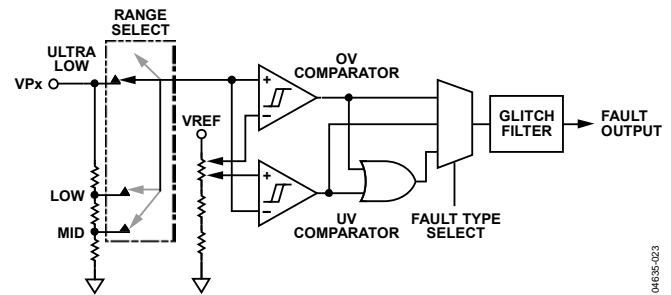 RANGE
SELECT
ULTRA
LOW
VPx
LOW
MID
VREF
+
–
+
–
OV
COMPARATOR
UV
COMPARATOR
FAULT TYPE
SELECT
GLITCH
FILTER
FAULT
OUTPUT
04635-023